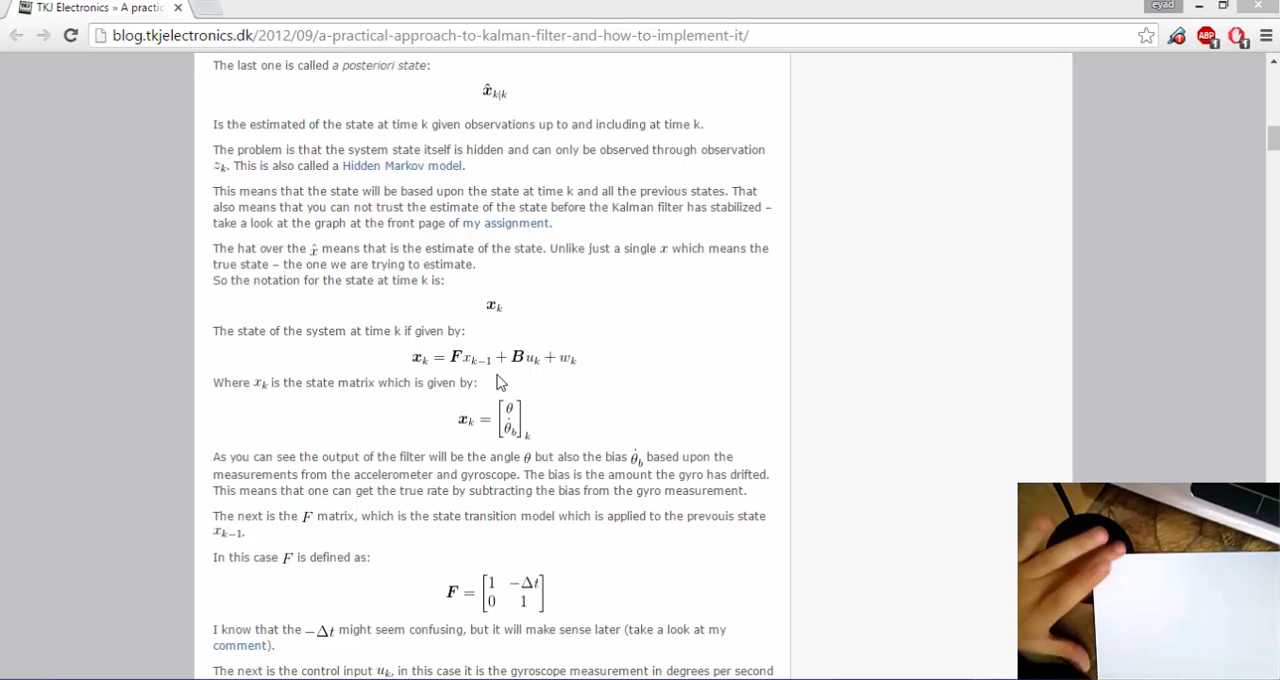 TKJ Electronics » A practic
eyad
blog.tkjelectronics.dk/2012/09/a-practical-approach-to-kalman-filter-and-how-to-implement-it/
ABP
1
1
The last one is called a posteriori state:
x̂ₖ|ₖ
Is the estimated of the state at time k given observations up to and including at time k.
The problem is that the system state itself is hidden and can only be observed through observation
zₖ. This is also called a Hidden Markov model.
This means that the state will be based upon the state at time k and all the previous states. That
also means that you can not trust the estimate of the state before the Kalman filter has stabilized –
take a look at the graph at the front page of my assignment.
The hat over the x̂ means that is the estimate of the state. Unlike just a single x which means the
true state – the one we are trying to estimate.
So the notation for the state at time k is:
xₖ
The state of the system at time k if given by:
xₖ = Fxₖ₋₁ + Buₖ + wₖ
Where xₖ is the state matrix which is given by:
xₖ = [θ θ̇_b]ₖ
As you can see the output of the filter will be the angle θ but also the bias θ̇_b based upon the
measurements from the accelerometer and gyroscope. The bias is the amount the gyro has drifted.
This means that one can get the true rate by subtracting the bias from the gyro measurement.
The next is the F matrix, which is the state transition model which is applied to the prevouis state
xₖ₋₁.
In this case F is defined as:
F = [1 −Δt
0 1]
I know that the −Δt might seem confusing, but it will make sense later (take a look at my
comment).
The next is the control input uₖ, in this case it is the gyroscope measurement in degrees per second